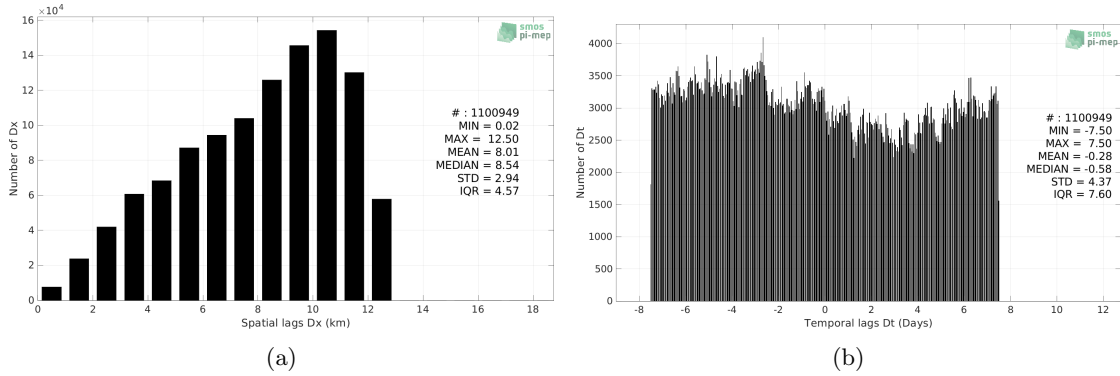 ×10⁴
16
14
12
10
8
6
4
2
0
Number of Dx
smos
pi-mep
# : 1100949
MIN = 0.02
MAX = 12.50
MEAN = 8.01
MEDIAN = 8.54
STD = 2.94
IQR = 4.57
0 2 4 6 8 10 12 14 16 18
Spatial lags Dx (km)
(a)
4000
3500
3000
2500
2000
1500
1000
500
0
Number of Dt
smos
pi-mep
# : 1100949
MIN = -7.50
MAX = 7.50
MEAN = -0.28
MEDIAN = -0.58
STD = 4.37
IQR = 7.60
-8 -6 -4 -2 0 2 4 6 8 10 12
Temporal lags Dt (Days)
(b)